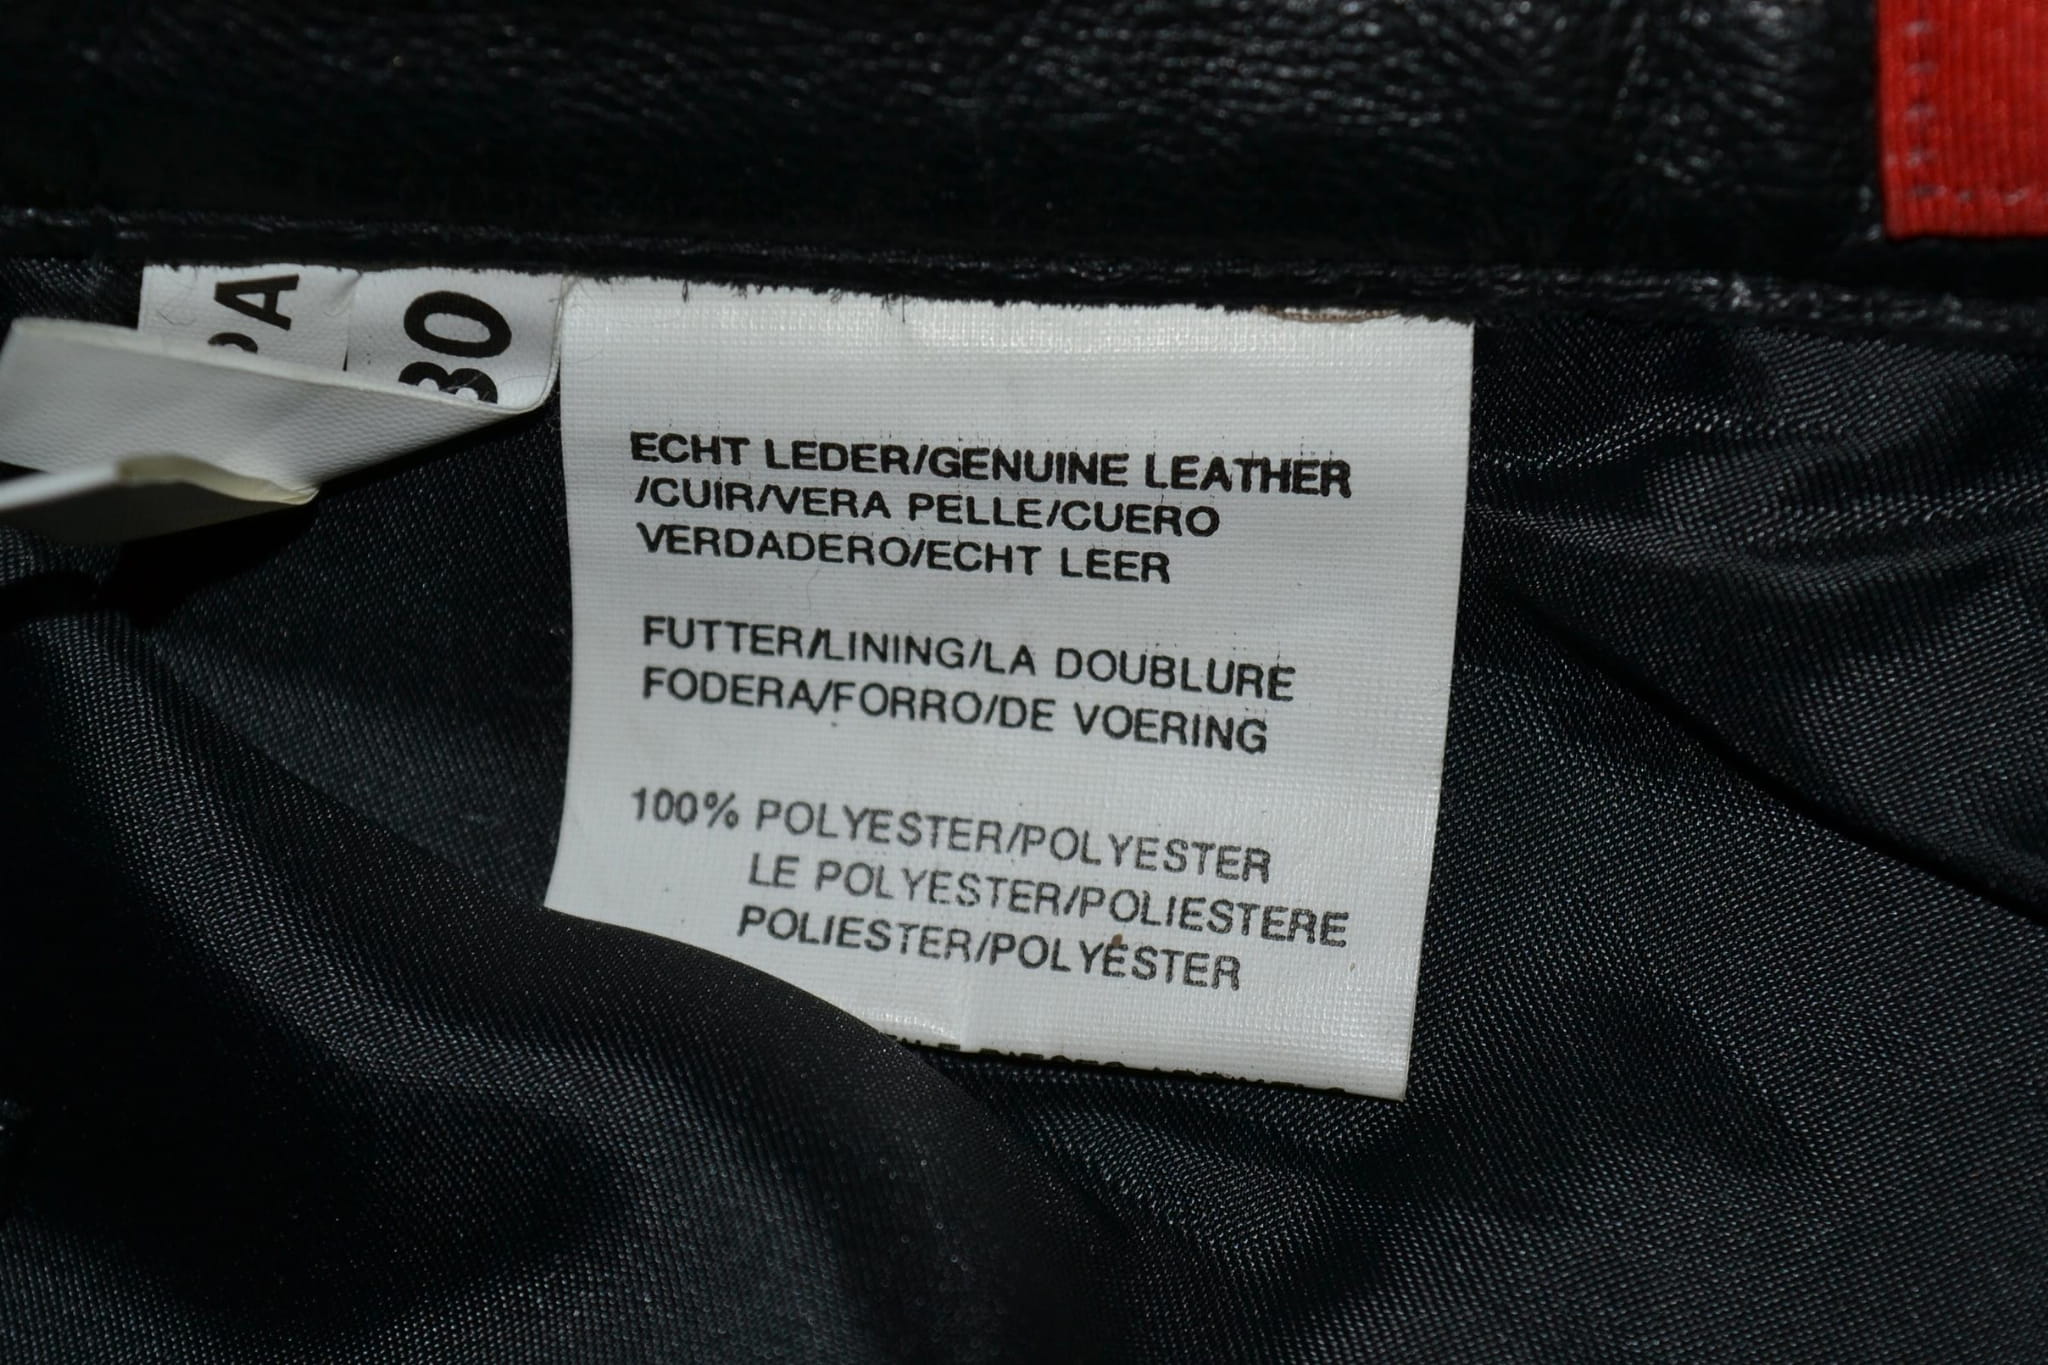 PA
30
ECHT LEDER/GENUINE LEATHER
/CUIR/VERA PELLE/CUERO
VERDADERO/ECHT LEER
FUTTER/LINING/LA DOUBLURE
FODERA/FORRO/DE VOERING
100% POLYESTER/POLYESTER
LE POLYESTER/POLIESTERE
POLIESTER/POLYESTER